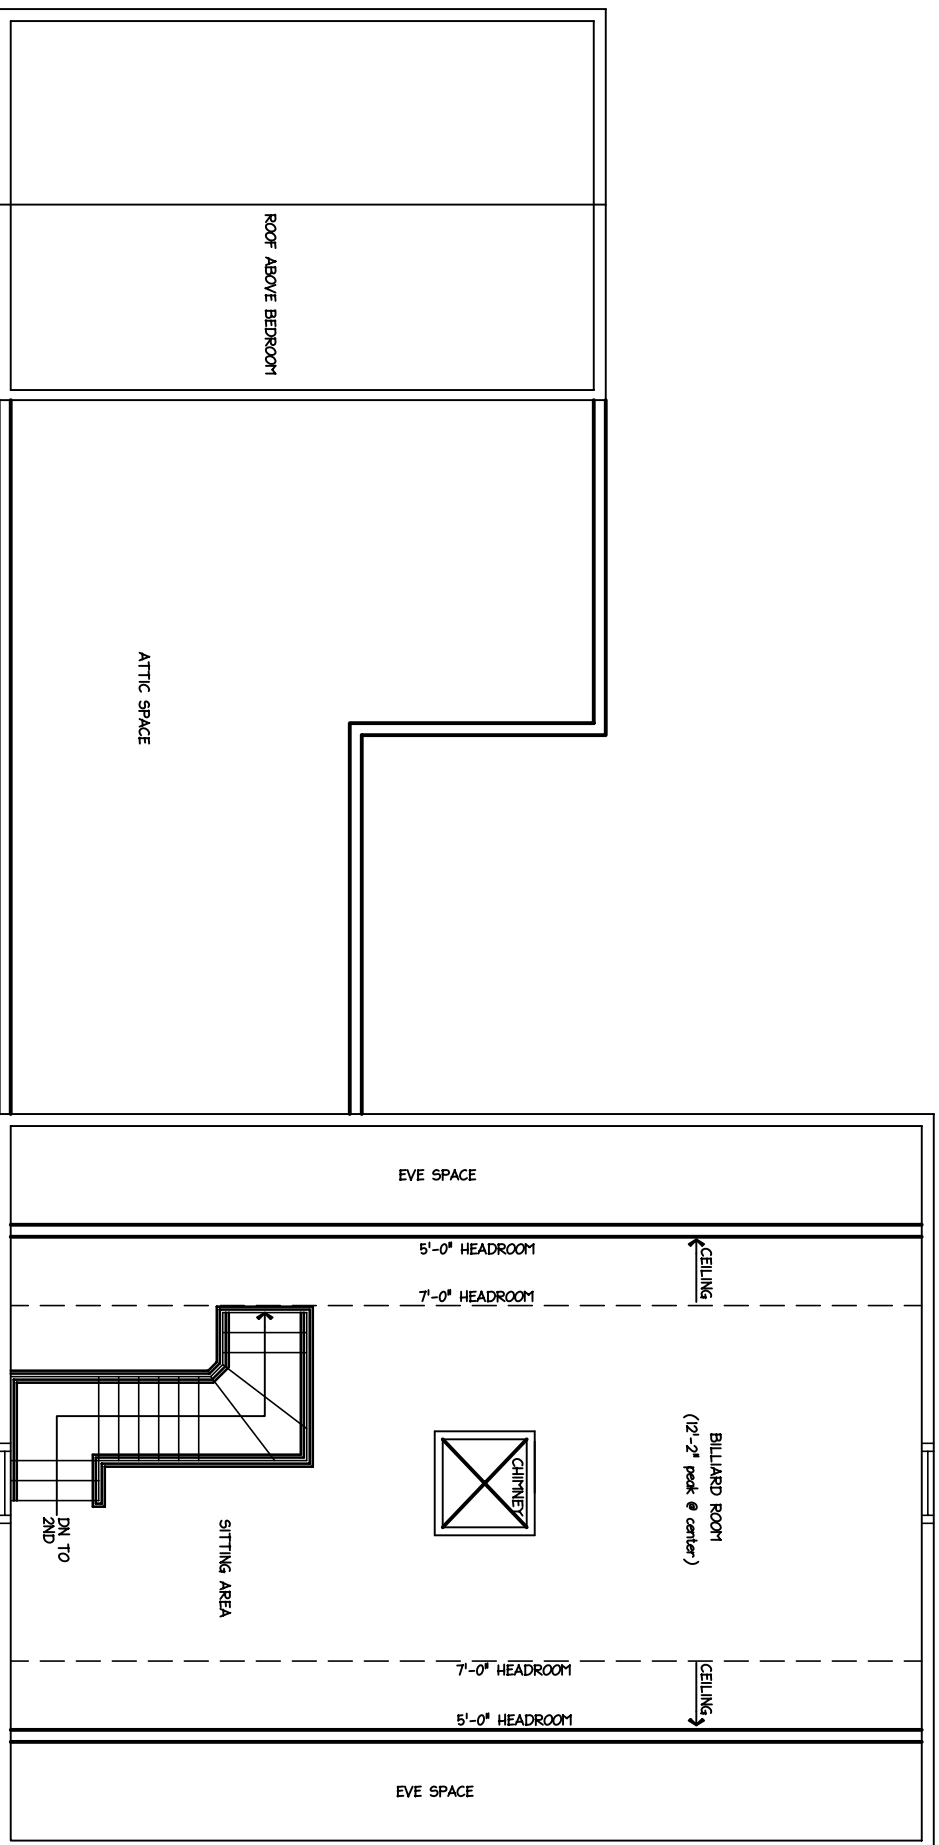 ROOF ABOVE BEDROOM
ATTIC SPACE
EVE SPACE
5'-0" HEADROOM
CEILING
7'-0" HEADROOM
BILLIARD ROOM
(12'-2" peak @ center)
CHIMNEY
SITTING AREA
DN TO
2ND
7'-0" HEADROOM
CEILING
5'-0" HEADROOM
EVE SPACE